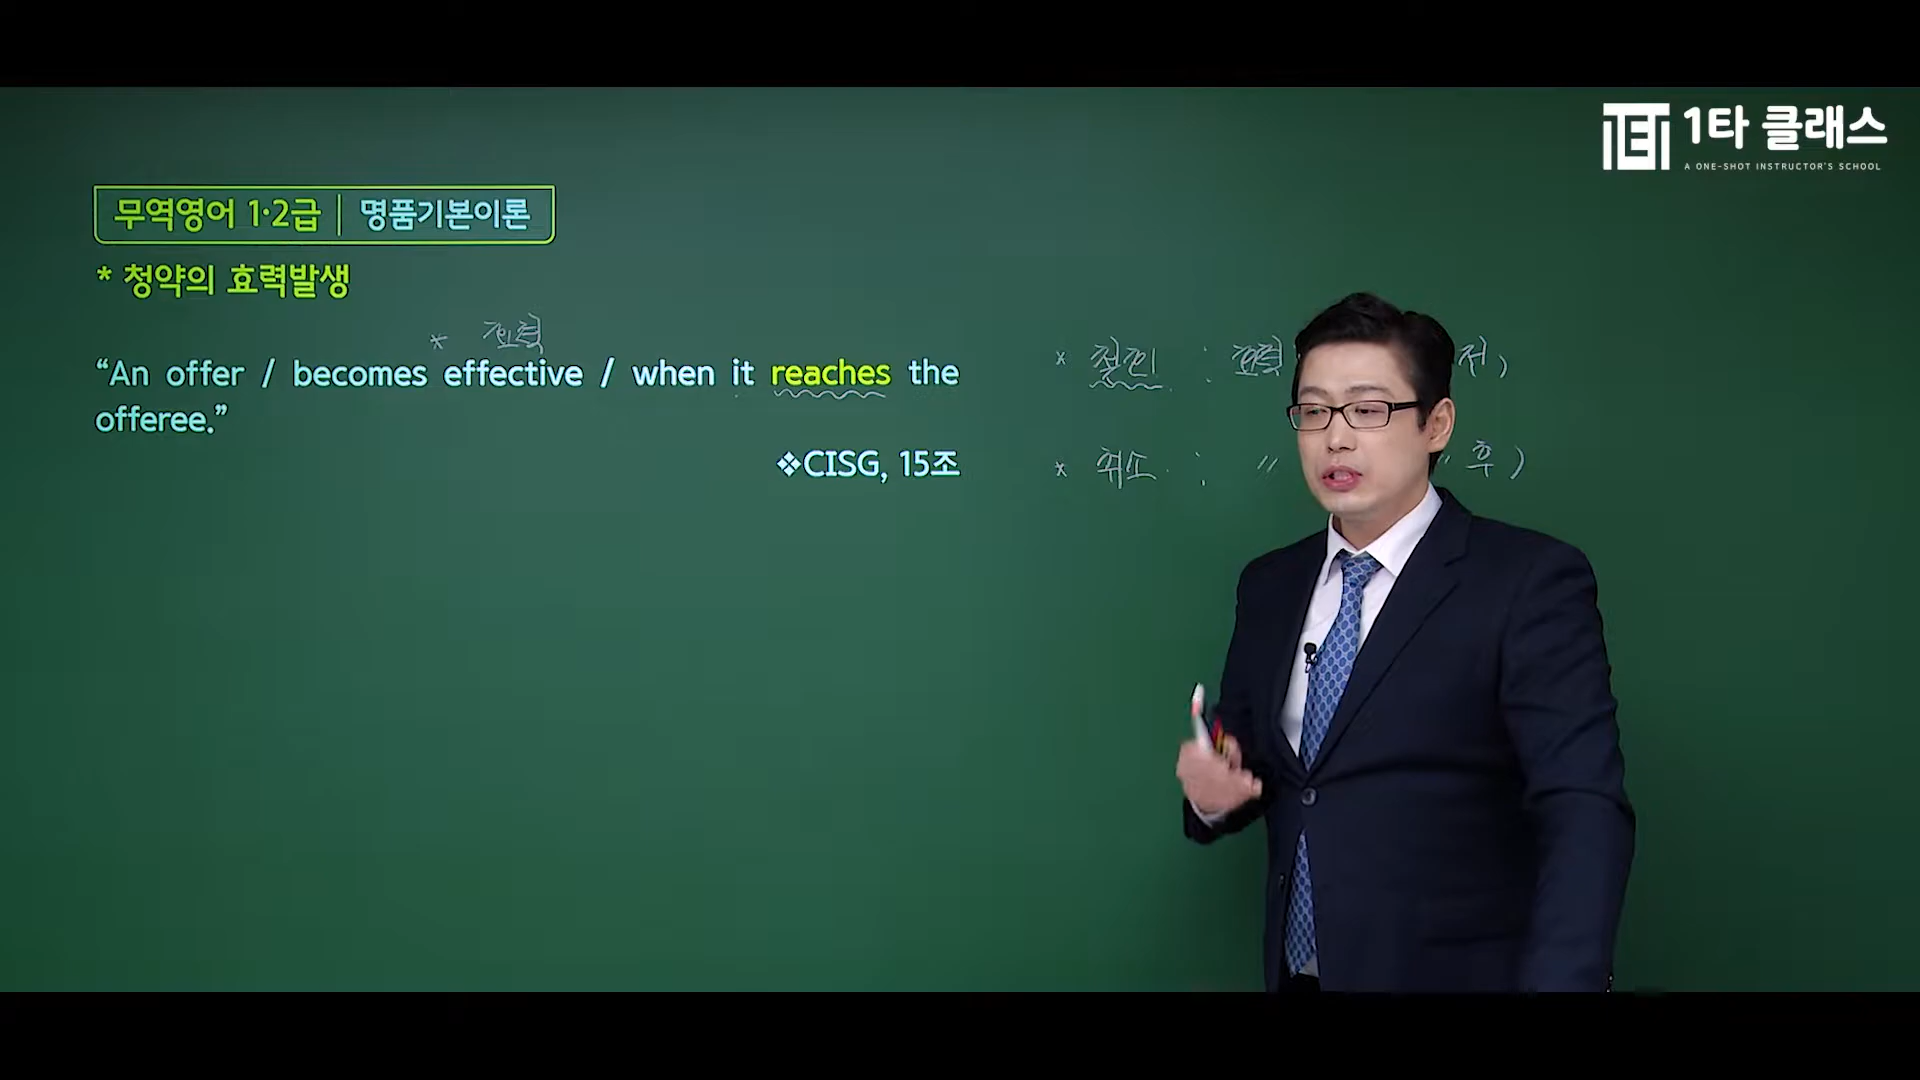 1타 클래스
A ONE-SHOT INSTRUCTOR'S SCHOOL
무역영어 1·2급 | 명품기본이론
* 청약의 효력발생
* 효력
“An offer / becomes effective / when it reaches the
offeree.”
❖CISG, 15조
* 철회 : 효력 전)
* 취소 : 〃 〃 후)